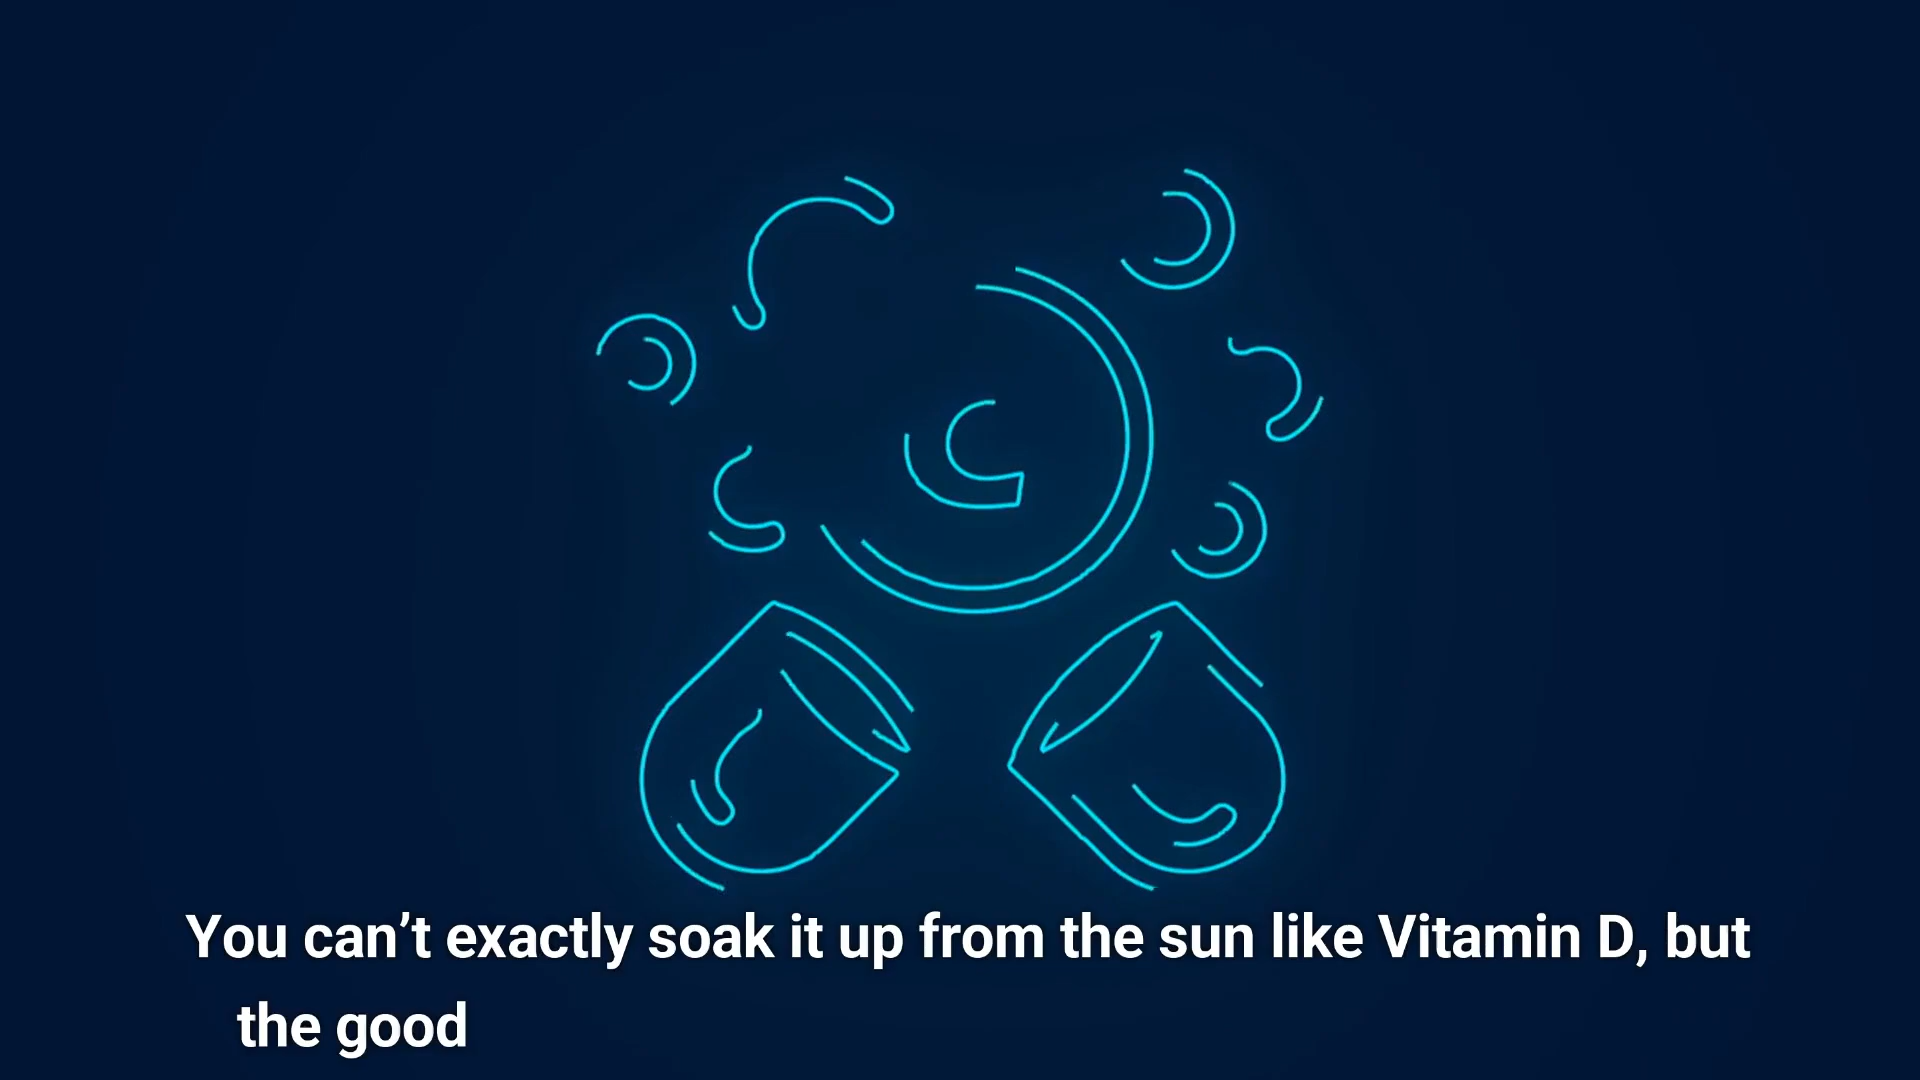 You can’t exactly soak it up from the sun like Vitamin D, but
the good